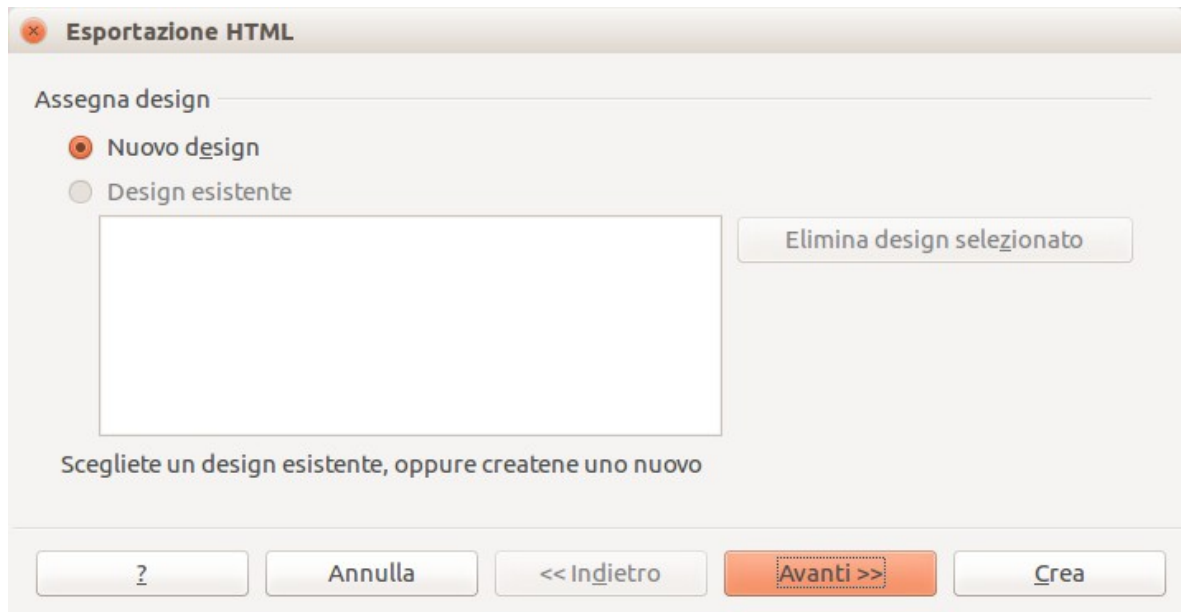 Esportazione HTML
Assegna design
Nuovo design
Design esistente
Elimina design selezionato
Scegliete un design esistente, oppure createne uno nuovo
? Annulla << Indietro Avanti >> Crea